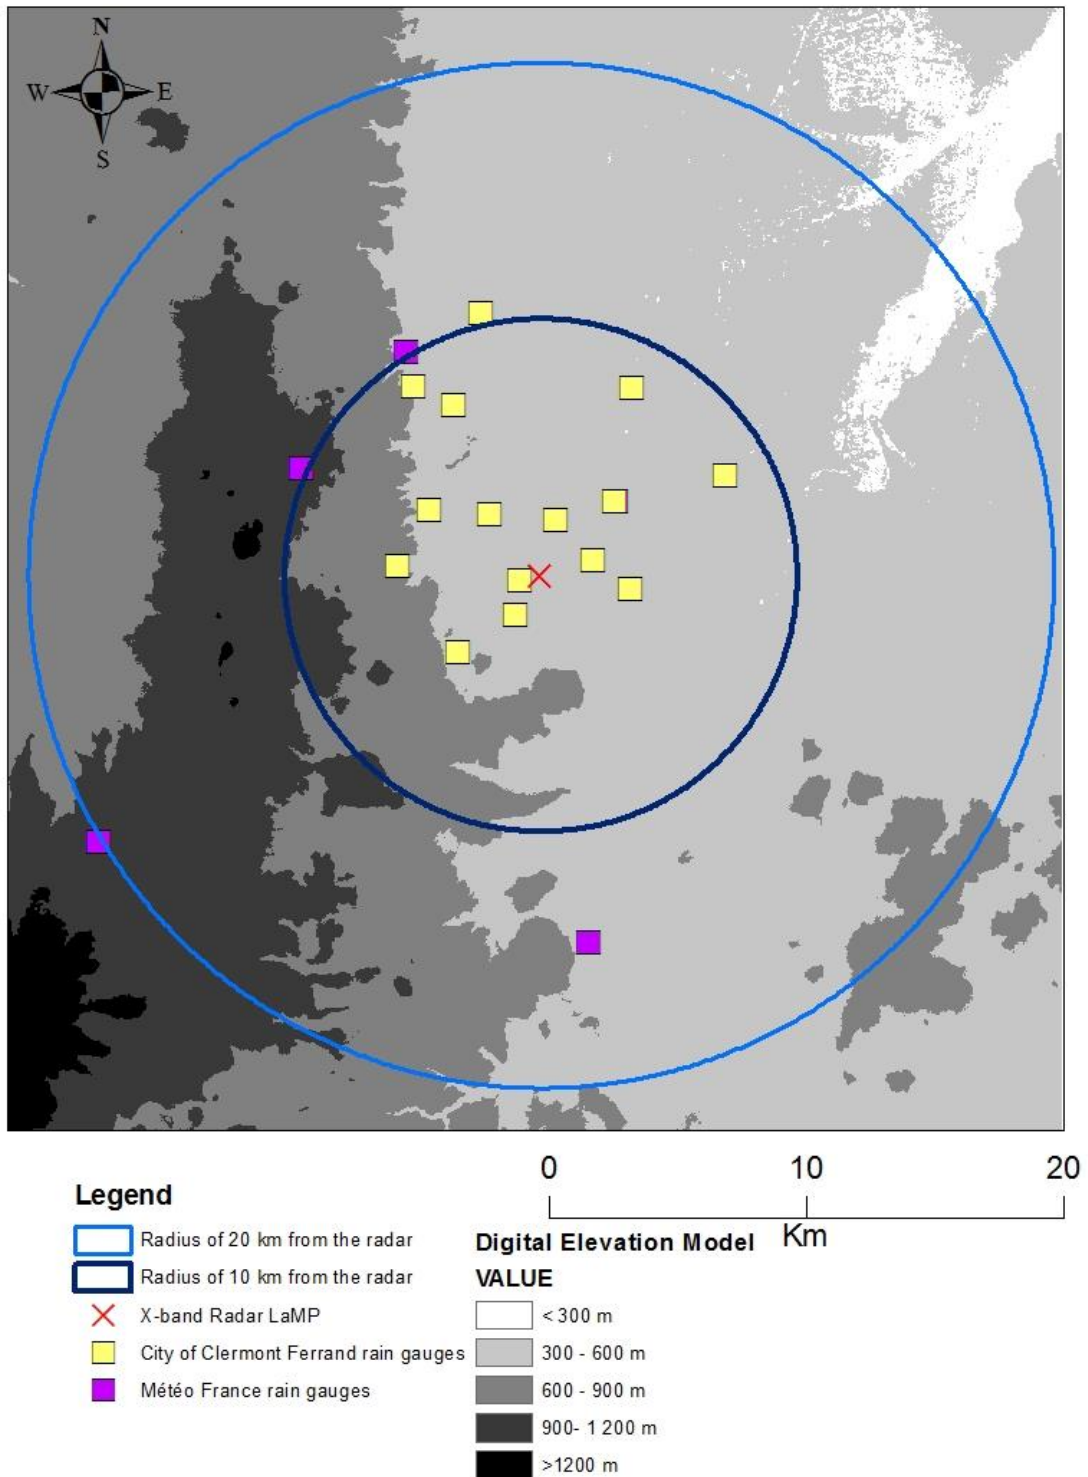 N
W E
S
0 10 20
Km
Legend
Radius of 20 km from the radar
Radius of 10 km from the radar
X-band Radar LaMP
City of Clermont Ferrand rain gauges
Météo France rain gauges
Digital Elevation Model
VALUE
< 300 m
300 - 600 m
600 - 900 m
900- 1 200 m
>1200 m